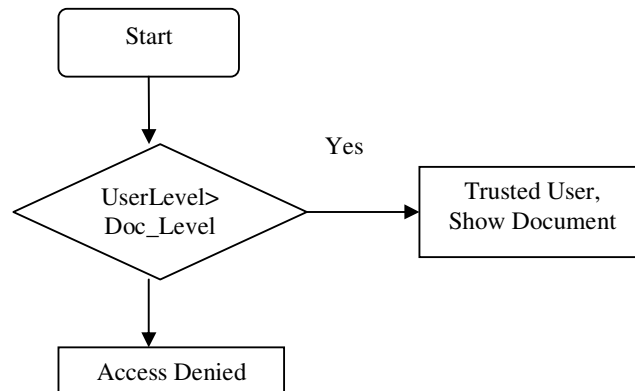 Start
Yes
UserLevel>
Doc_Level
Trusted User,
Show Document
Access Denied